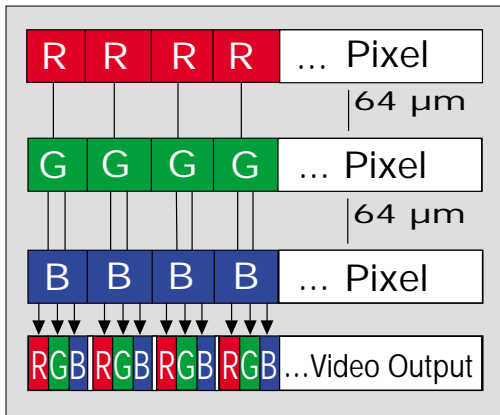 R R R R ... Pixel
64 µm
G G G G ... Pixel
64 µm
B B B B ... Pixel
RGB RGB RGB RGB ...Video Output